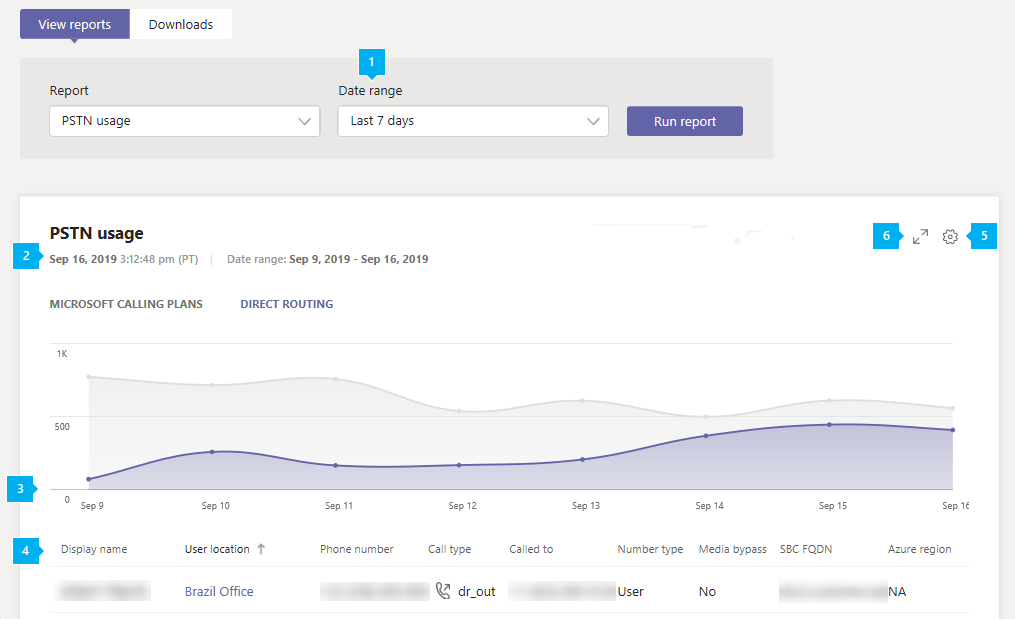 View reports Downloads
1
Report Date range
PSTN usage Last 7 days Run report
PSTN usage
6 5
2
Sep 16, 2019 3:12:48 pm (PT) | Date range: Sep 9, 2019 - Sep 16, 2019
MICROSOFT CALLING PLANS DIRECT ROUTING
1K
500
3
0
Sep 9 Sep 10 Sep 11 Sep 12 Sep 13 Sep 14 Sep 15 Sep 16
4
Display name User location Phone number Call type Called to Number type Media bypass SBC FQDN Azure region
Brazil Office dr_out User No NA